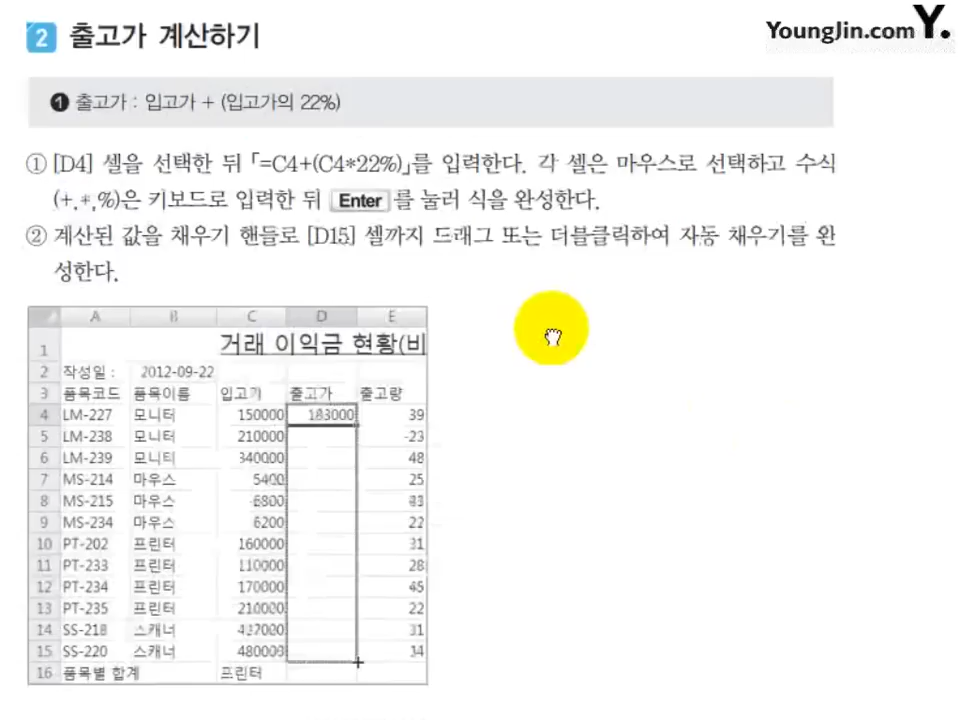 YoungJin.com Y.
2 출고가 계산하기
❶ 출고가 : 입고가 + (입고가의 22%)
① [D4] 셀을 선택한 뒤 「=C4+(C4*22%)」를 입력한다. 각 셀은 마우스로 선택하고 수식
(+,*,%)은 키보드로 입력한 뒤 Enter 를 눌러 식을 완성한다.
② 계산된 값을 채우기 핸들로 [D15] 셀까지 드래그 또는 더블클릭하여 자동 채우기를 완
성한다.
A B C D E
1 거래 이익금 현황(비
2 작성일 : 2012-09-22
3 품목코드 품목이름 입고가 출고가 출고량
4 LM-227 모니터 150000 183000 39
5 LM-238 모니터 210000 23
6 LM-239 모니터 340000 48
7 MS-214 마우스 5400 25
8 MS-215 마우스 6800
9 MS-234 마우스 6200 22
10 PT-202 프린터 160000 31
11 PT-233 프린터 110000 28
12 PT-234 프린터 170000 45
13 PT-235 프린터 210000 22
14 SS-218 스캐너 31
15 SS-220 스캐너 480000
16 품목별 합계 프린터